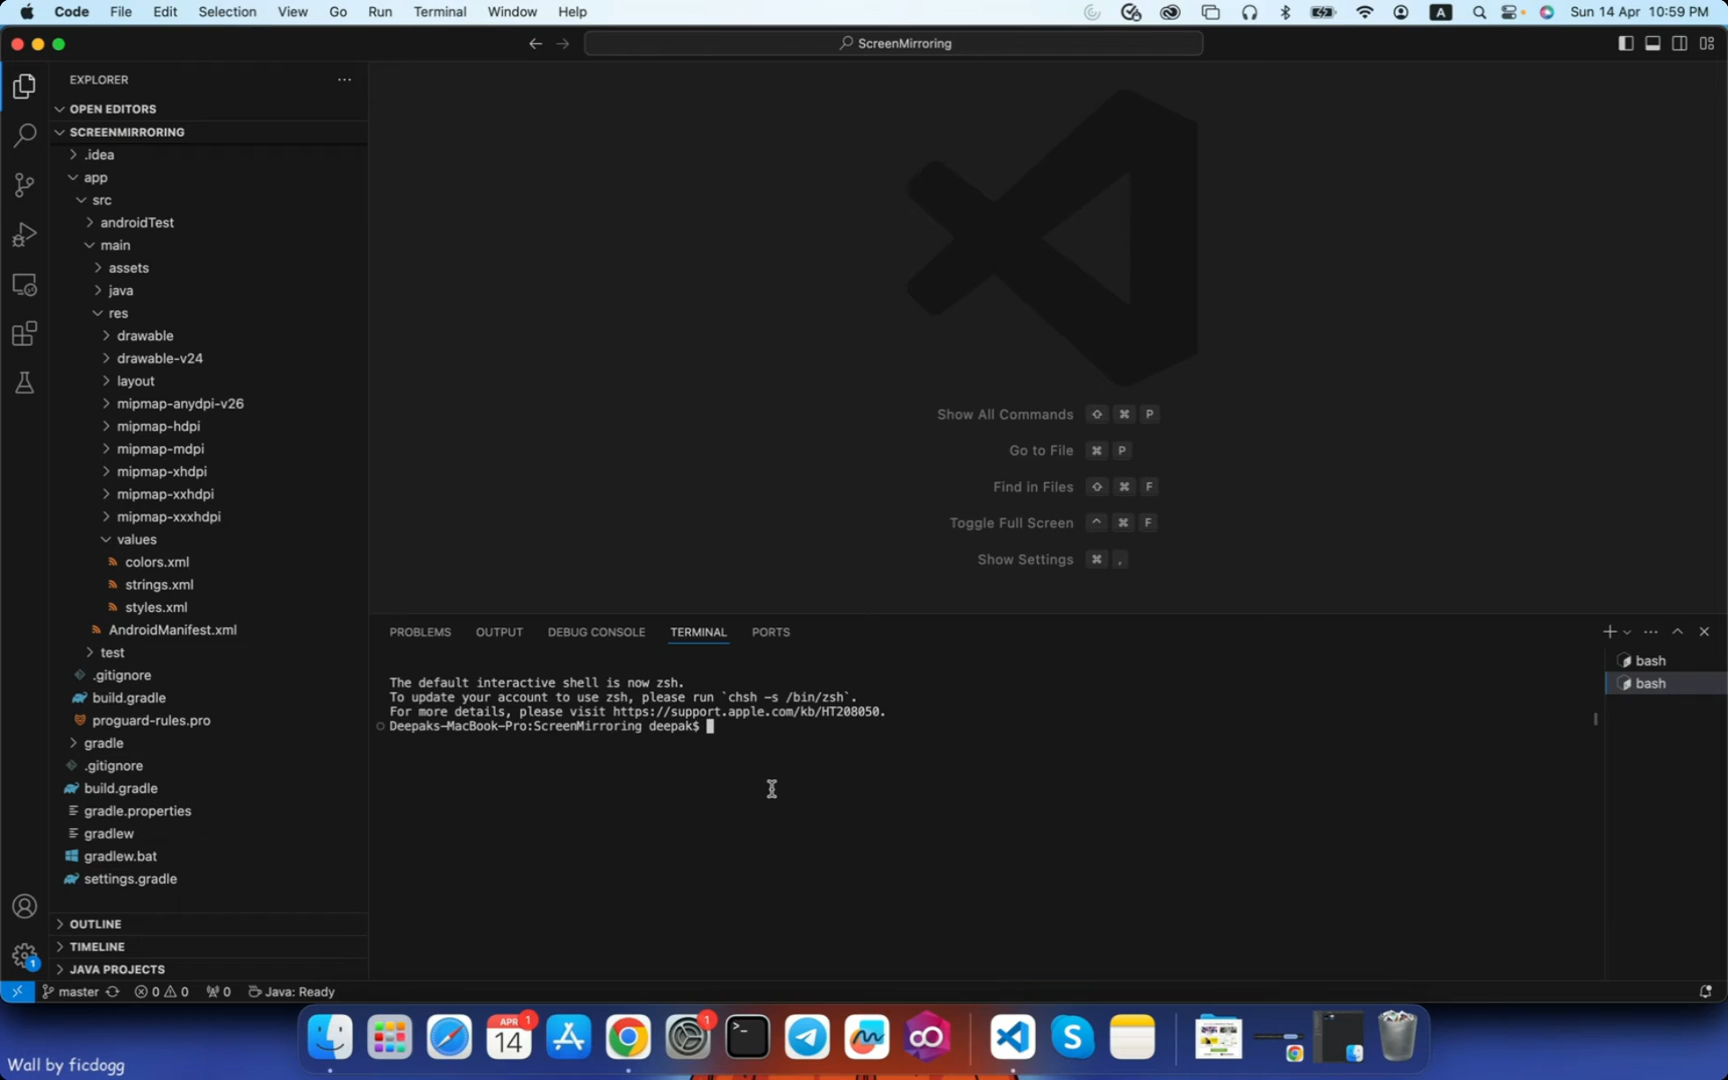 Code File Edit Selection View Go Run Terminal Window Help
A
Sun 14 Apr 10:59 PM
ScreenMirroring
EXPLORER
OPEN EDITORS
SCREENMIRRORING
.idea
app
src
androidTest
main
assets
java
res
drawable
drawable-v24
layout
mipmap-anydpi-v26
mipmap-hdpi
mipmap-mdpi
mipmap-xhdpi
mipmap-xxhdpi
mipmap-xxxhdpi
values
colors.xml
strings.xml
styles.xml
AndroidManifest.xml
test
.gitignore
build.gradle
proguard-rules.pro
gradle
.gitignore
build.gradle
gradle.properties
gradlew
gradlew.bat
settings.gradle
OUTLINE
TIMELINE
JAVA PROJECTS
1
Show All Commands ⇧ ⌘ P
Go to File ⌘ P
Find in Files ⇧ ⌘ F
Toggle Full Screen ^ ⌘ F
Show Settings ⌘ ,
PROBLEMS OUTPUT DEBUG CONSOLE TERMINAL PORTS
The default interactive shell is now zsh.
To update your account to use zsh, please run `chsh -s /bin/zsh`.
For more details, please visit https://support.apple.com/kb/HT208050.
Deepaks-MacBook-Pro:ScreenMirroring deepak$
bash
bash
master 0 0 0 Java: Ready
APR 1
14
1
Wall by ficdogg